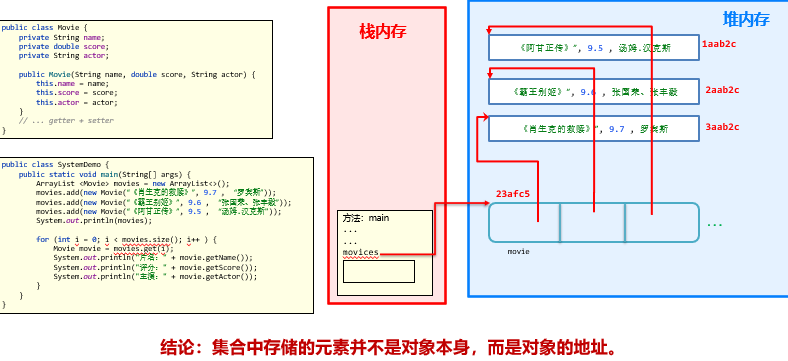 public class Movie {
    private String name;
    private double score;
    private String actor;
    public Movie(String name, double score, String actor) {
        this.name = name;
        this.score = score;
        this.actor = actor;
    }
    // ... getter + setter
}
public class SystemDemo {
    public static void main(String[] args) {
        ArrayList <Movie> movies = new ArrayList<>();
        movies.add(new Movie("《肖生克的救赎》", 9.7 , "罗宾斯"));
        movies.add(new Movie("《霸王别姬》", 9.6 , "张国荣、张丰毅"));
        movies.add(new Movie("《阿甘正传》", 9.5 , "汤姆.汉克斯"));
        System.out.println(movies);
        for (int i = 0; i < movies.size(); i++ ) {
            Movie movie = movies.get(i);
            System.out.println("片名：" + movie.getName());
            System.out.println("评分：" + movie.getScore());
            System.out.println("主演：" + movie.getActor());
        }
    }
}
栈内存
方法：main
...
...
movices
堆内存
《阿甘正传》", 9.5 , 汤姆.汉克斯
1aab2c
《霸王别姬》", 9.6 , 张国荣、张丰毅
2aab2c
《肖生克的救赎》", 9.7 , 罗宾斯
3aab2c
23afc5
...
movie
结论：集合中存储的元素并不是对象本身，而是对象的地址。